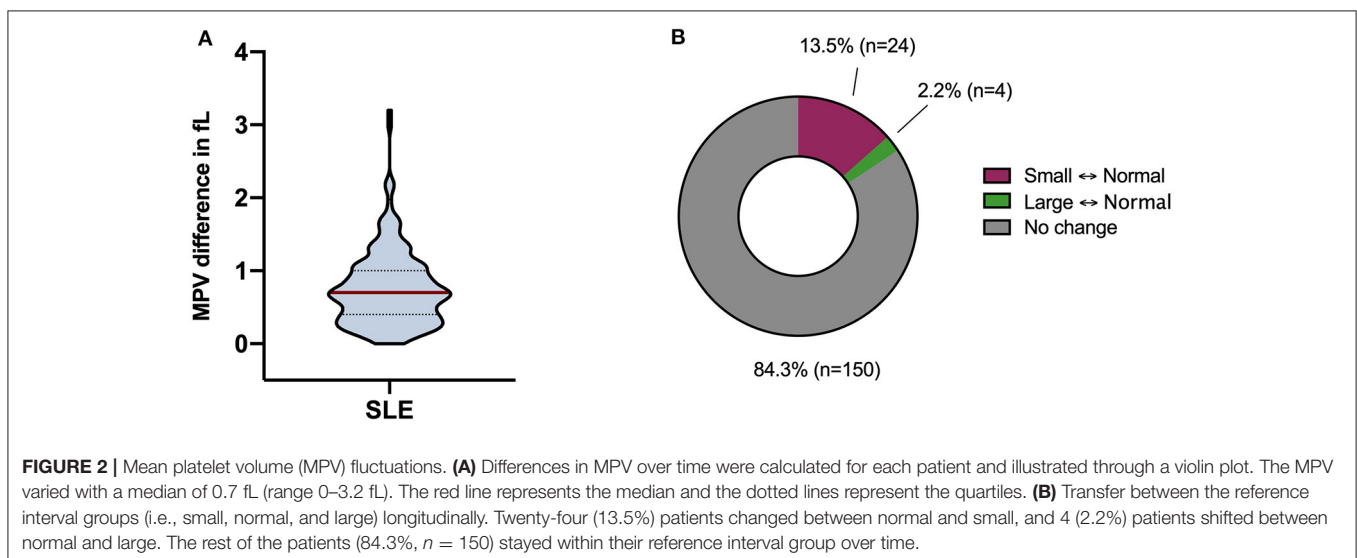 A
4
3
2
1
0
MPV difference in fL
SLE
B
13.5% (n=24)
2.2% (n=4)
84.3% (n=150)
Small ↔ Normal
Large ↔ Normal
No change
FIGURE 2 | Mean platelet volume (MPV) fluctuations. (A) Differences in MPV over time were calculated for each patient and illustrated through a violin plot. The MPV
varied with a median of 0.7 fL (range 0–3.2 fL). The red line represents the median and the dotted lines represent the quartiles. (B) Transfer between the reference
interval groups (i.e., small, normal, and large) longitudinally. Twenty-four (13.5%) patients changed between normal and small, and 4 (2.2%) patients shifted between
normal and large. The rest of the patients (84.3%, n = 150) stayed within their reference interval group over time.